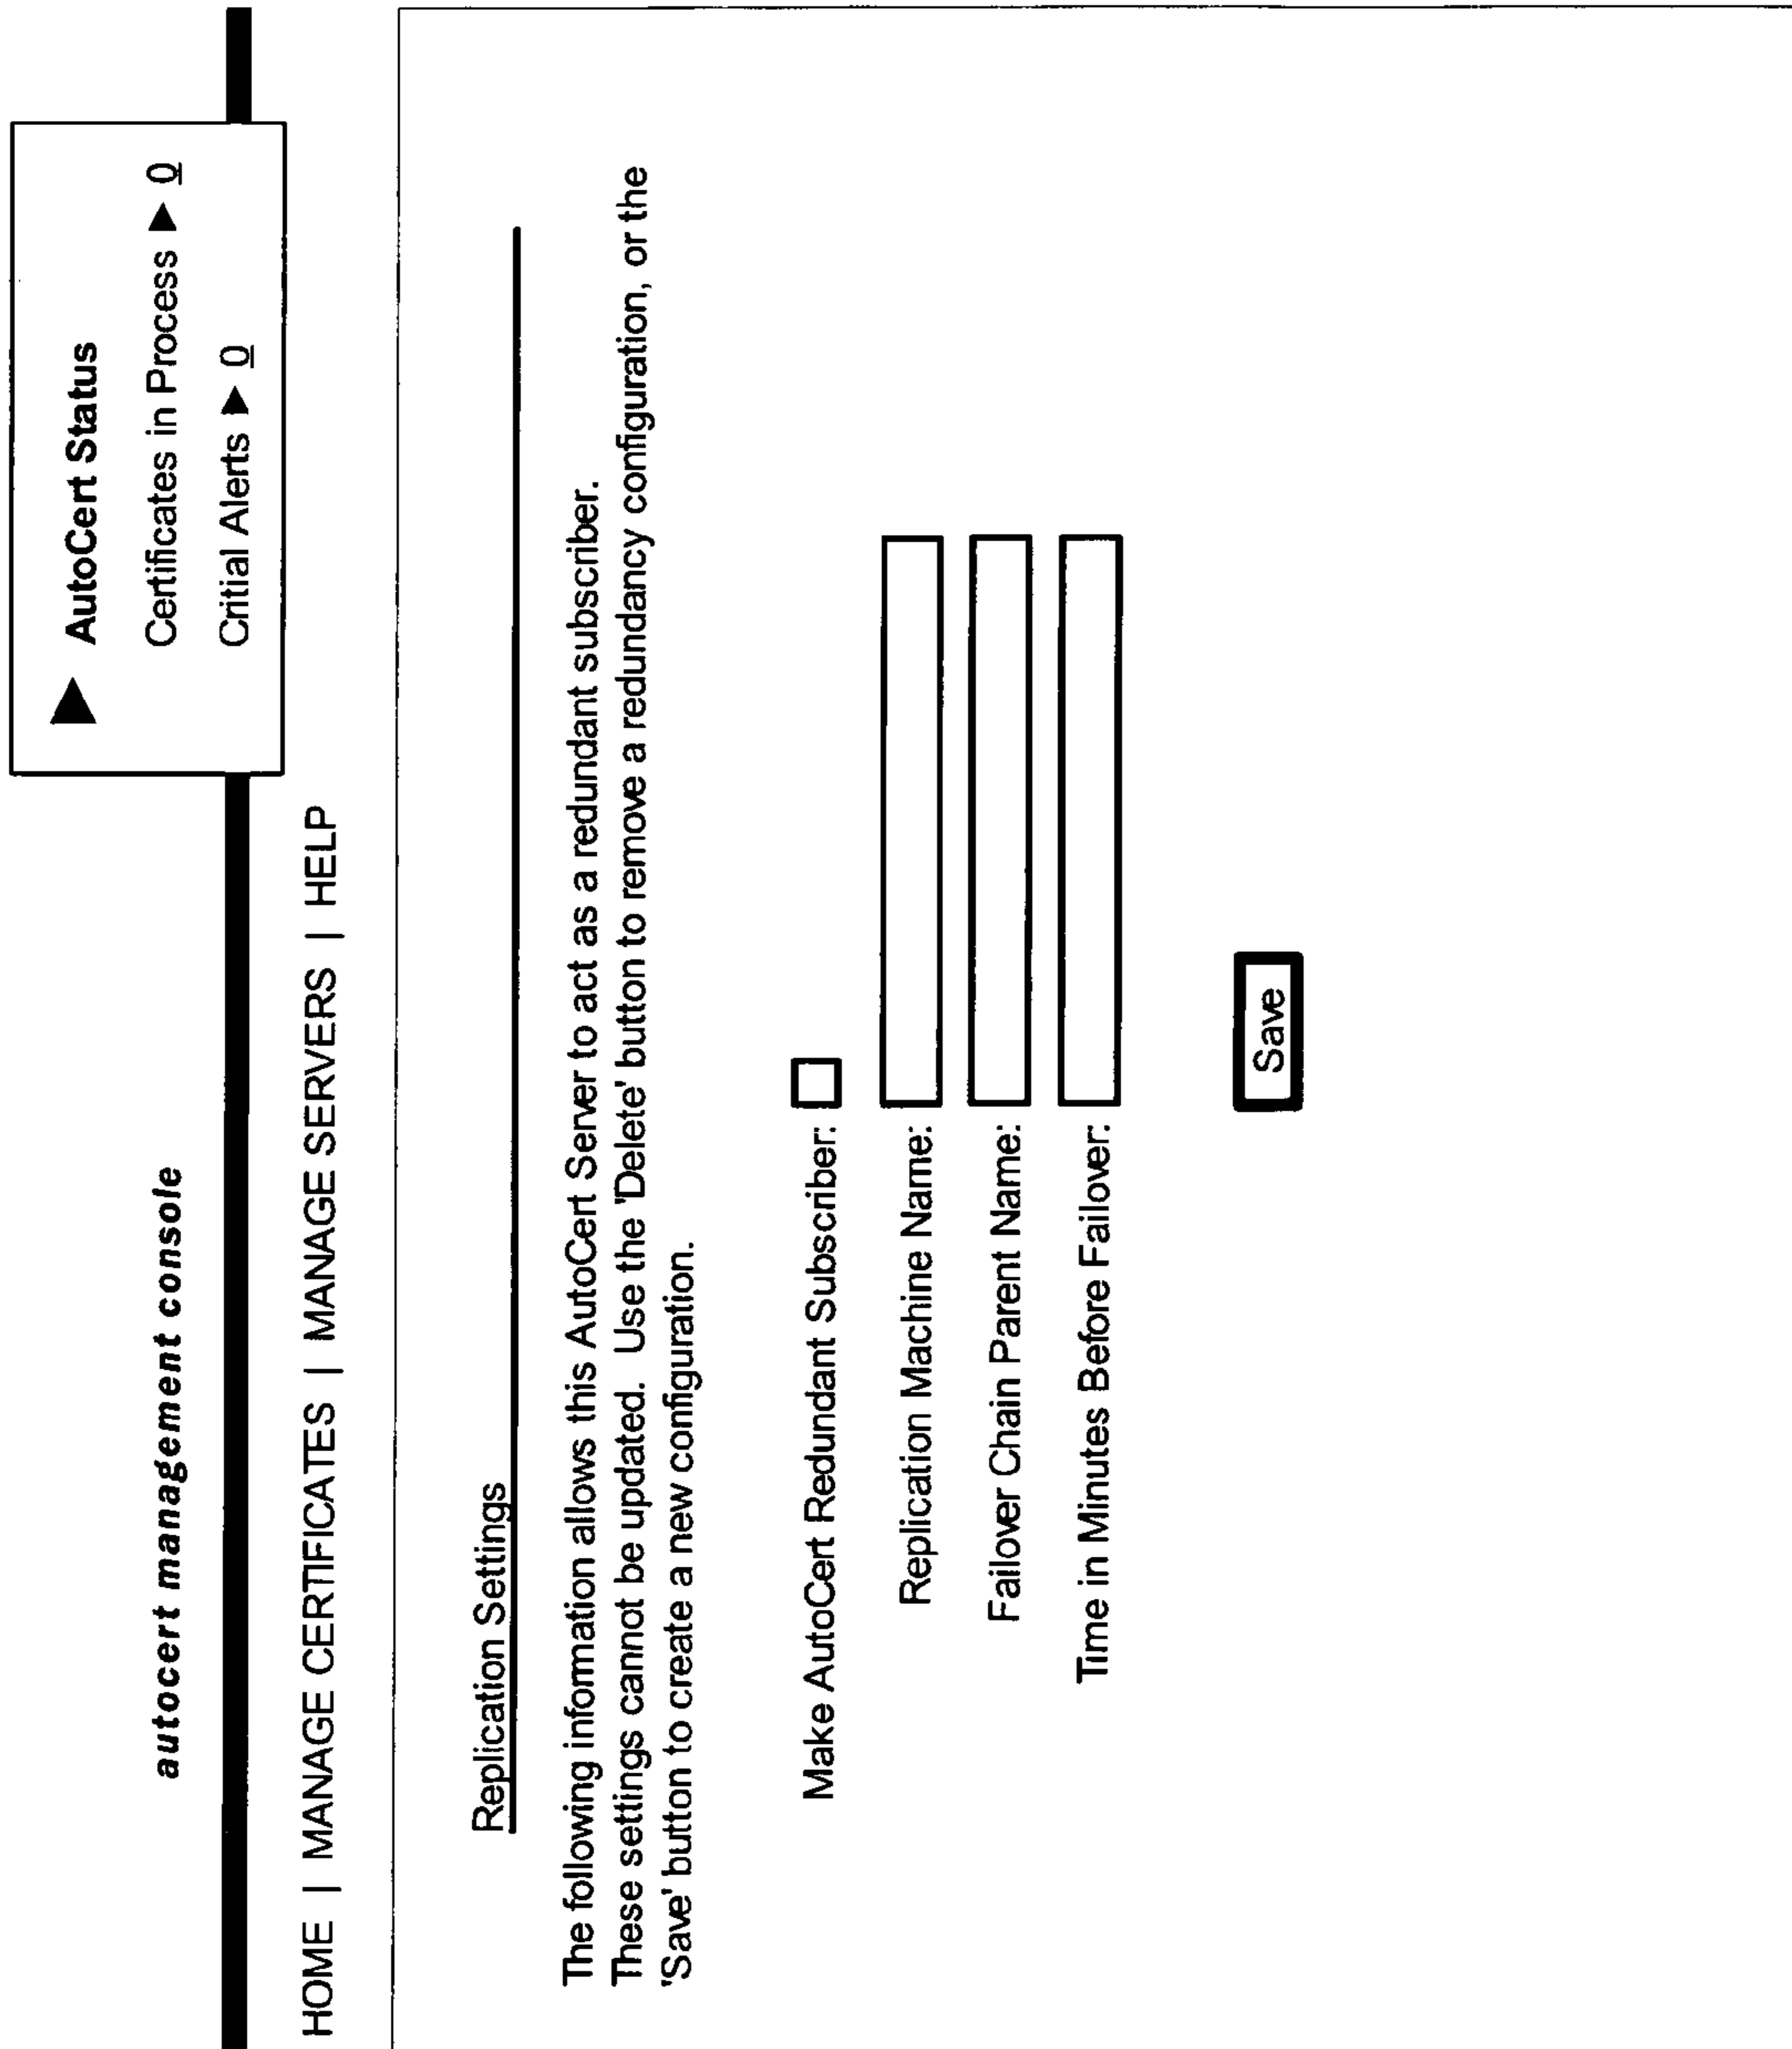 autocert management console
▶ AutoCert Status
Certificates in Process ▶ 0
Critial Alerts ▶ 0
HOME | MANAGE CERTIFICATES | MANAGE SERVERS | HELP
Replication Settings
The following information allows this AutoCert Server to act as a redundant subscriber.
These settings cannot be updated. Use the 'Delete' button to remove a redundancy configuration, or the
'Save' button to create a new configuration.
Make AutoCert Redundant Subscriber:
Replication Machine Name:
Failover Chain Parent Name:
Time in Minutes Before Failover:
Save